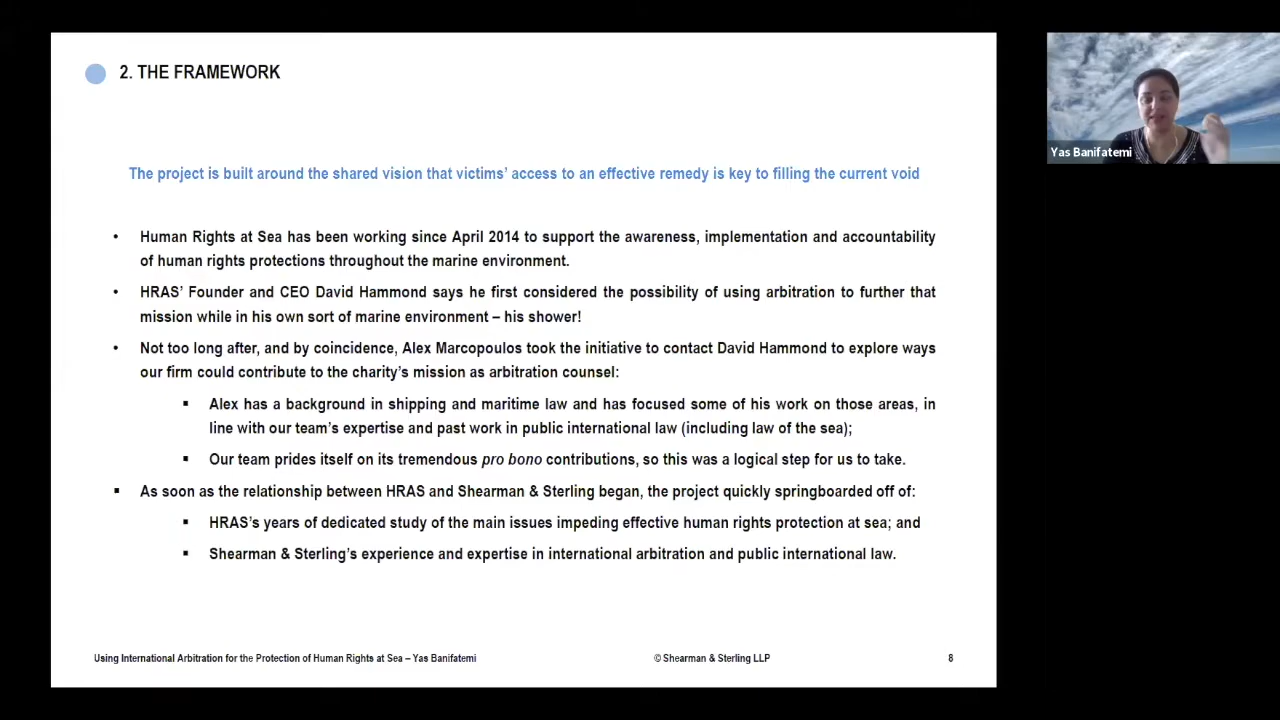 2. THE FRAMEWORK
The project is built around the shared vision that victims' access to an effective remedy is key to filling the current void
• Human Rights at Sea has been working since April 2014 to support the awareness, implementation and accountability
of human rights protections throughout the marine environment.
• HRAS' Founder and CEO David Hammond says he first considered the possibility of using arbitration to further that
mission while in his own sort of marine environment – his shower!
• Not too long after, and by coincidence, Alex Marcopoulos took the initiative to contact David Hammond to explore ways
our firm could contribute to the charity's mission as arbitration counsel:
▪ Alex has a background in shipping and maritime law and has focused some of his work on those areas, in
line with our team's expertise and past work in public international law (including law of the sea);
▪ Our team prides itself on its tremendous pro bono contributions, so this was a logical step for us to take.
▪ As soon as the relationship between HRAS and Shearman & Sterling began, the project quickly springboarded off of:
▪ HRAS's years of dedicated study of the main issues impeding effective human rights protection at sea; and
▪ Shearman & Sterling's experience and expertise in international arbitration and public international law.
Using International Arbitration for the Protection of Human Rights at Sea – Yas Banifatemi
© Shearman & Sterling LLP
8
Yas Banifatemi